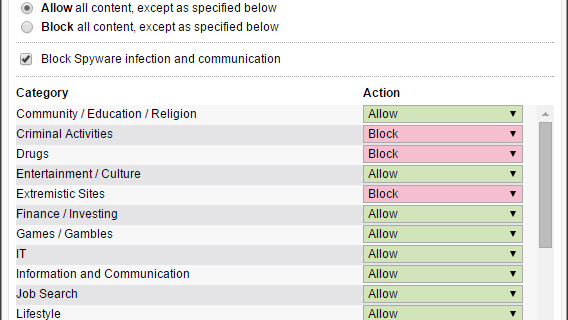 Allow all content, except as specified below
Block all content, except as specified below
Block Spyware infection and communication
Category Action
Community / Education / Religion Allow
Criminal Activities Block
Drugs Block
Entertainment / Culture Allow
Extremistic Sites Block
Finance / Investing Allow
Games / Gambles Allow
IT Allow
Information and Communication Allow
Job Search Allow
Lifestyle Allow